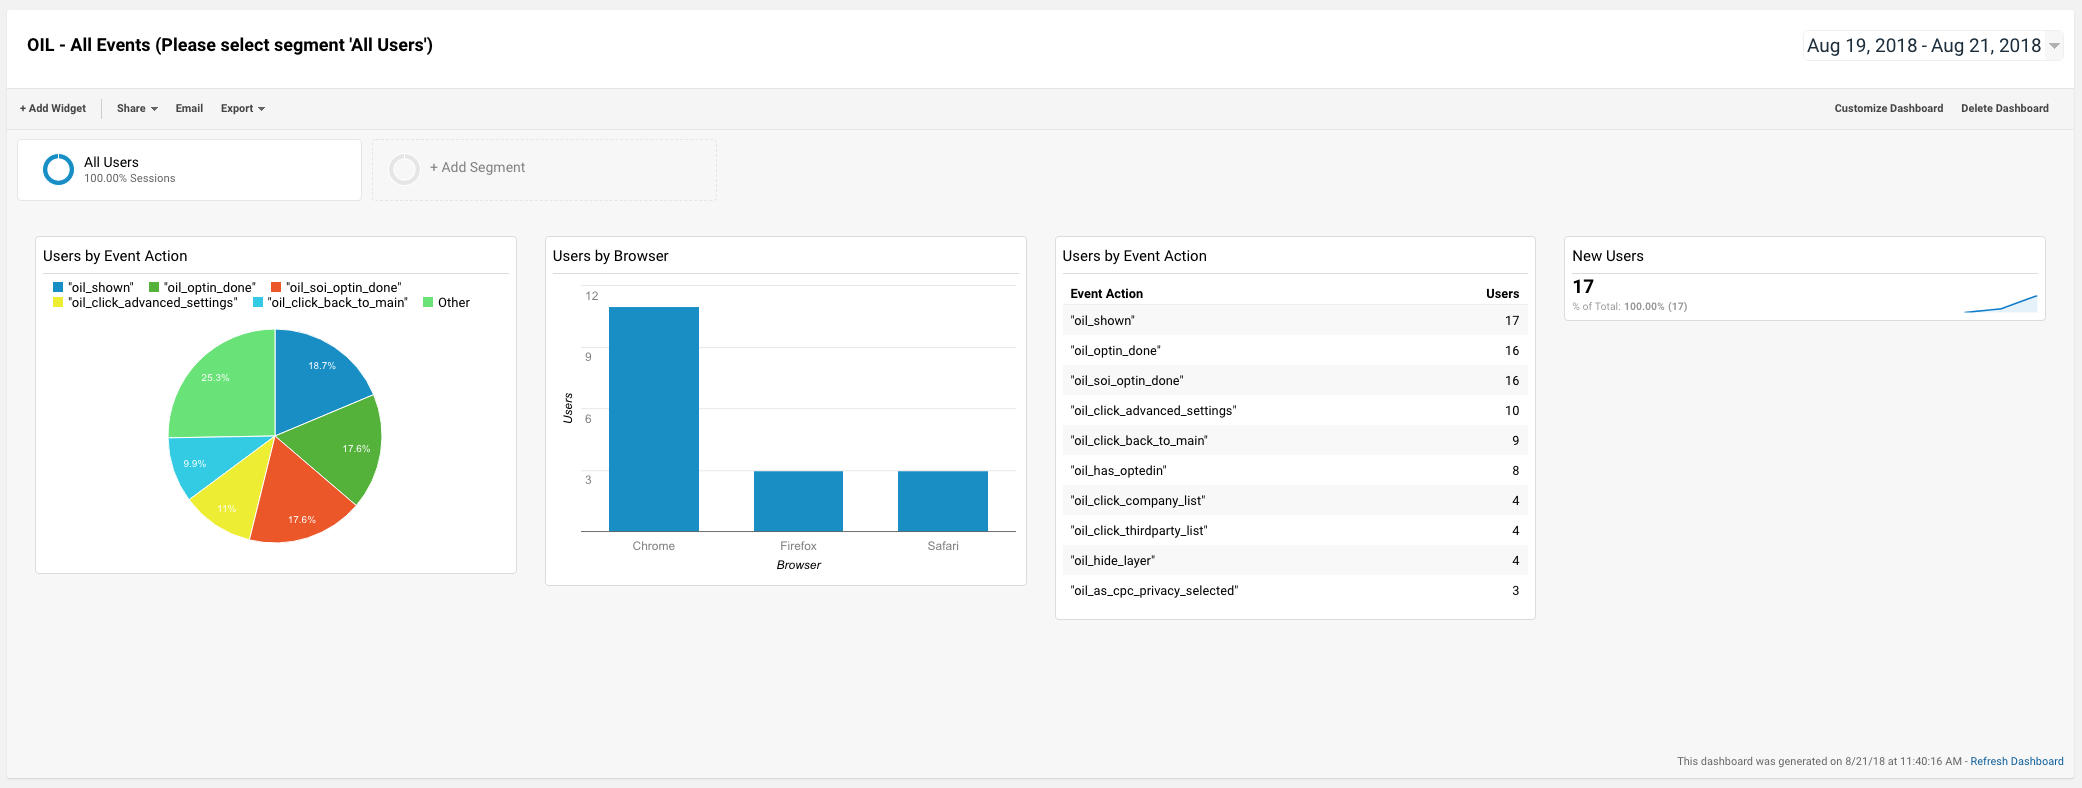 OIL - All Events (Please select segment 'All Users')
Aug 19, 2018 - Aug 21, 2018
+ Add Widget Share Email Export Customize Dashboard Delete Dashboard
All Users
100.00% Sessions
+ Add Segment
Users by Event Action
"oil_shown" "oil_optin_done" "oil_soi_optin_done"
"oil_click_advanced_settings" "oil_click_back_to_main" Other
18.7%
17.6%
17.6%
11%
9.9%
25.3%
Users by Browser
12
9
6
3
Users
Chrome Firefox Safari
Browser
Users by Event Action
Event Action Users
"oil_shown" 17
"oil_optin_done" 16
"oil_soi_optin_done" 16
"oil_click_advanced_settings" 10
"oil_click_back_to_main" 9
"oil_has_optedin" 8
"oil_click_company_list" 4
"oil_click_thirdparty_list" 4
"oil_hide_layer" 4
"oil_as_cpc_privacy_selected" 3
New Users
17
% of Total: 100.00% (17)
This dashboard was generated on 8/21/18 at 11:40:16 AM - Refresh Dashboard